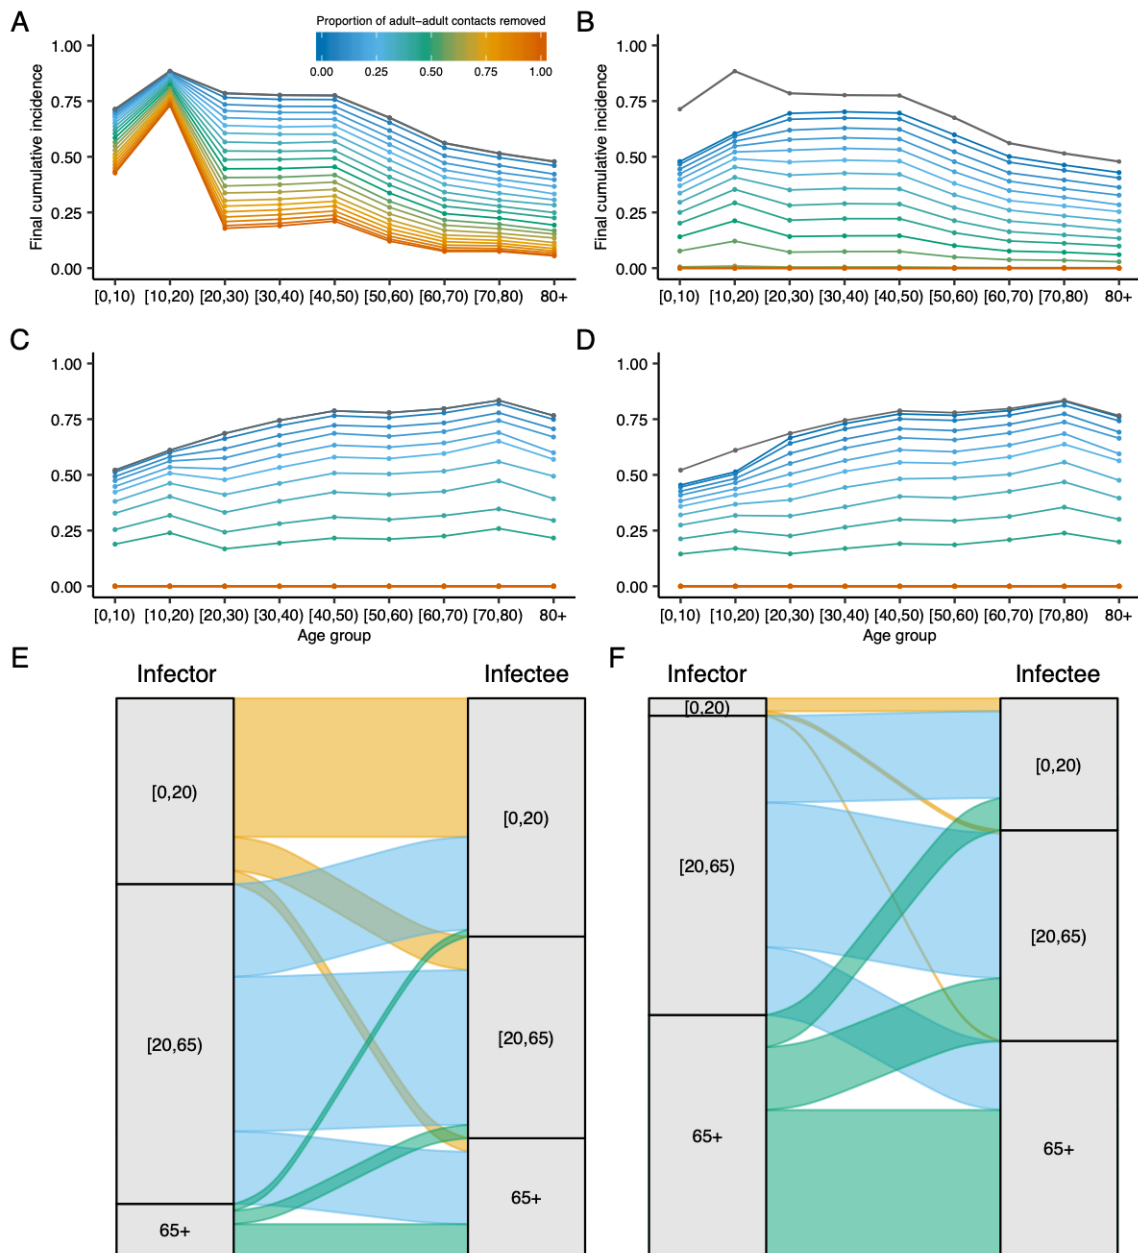 A
B
Proportion of adult−adult contacts removed
0.00 0.25 0.50 0.75 1.00
Final cumulative incidence
1.00
0.75
0.50
0.25
0.00
[0,10) [10,20) [20,30) [30,40) [40,50) [50,60) [60,70) [70,80) 80+
Final cumulative incidence
1.00
0.75
0.50
0.25
0.00
[0,10) [10,20) [20,30) [30,40) [40,50) [50,60) [60,70) [70,80) 80+
C
1.00
0.75
0.50
0.25
0.00
[0,10) [10,20) [20,30) [30,40) [40,50) [50,60) [60,70) [70,80) 80+
Age group
D
1.00
0.75
0.50
0.25
0.00
[0,10) [10,20) [20,30) [30,40) [40,50) [50,60) [60,70) [70,80) 80+
Age group
E
Infector Infectee
[0,20)
[0,20)
[20,65)
[20,65)
65+
65+
F
Infector Infectee
[0,20)
[0,20)
[20,65)
[20,65)
65+
65+